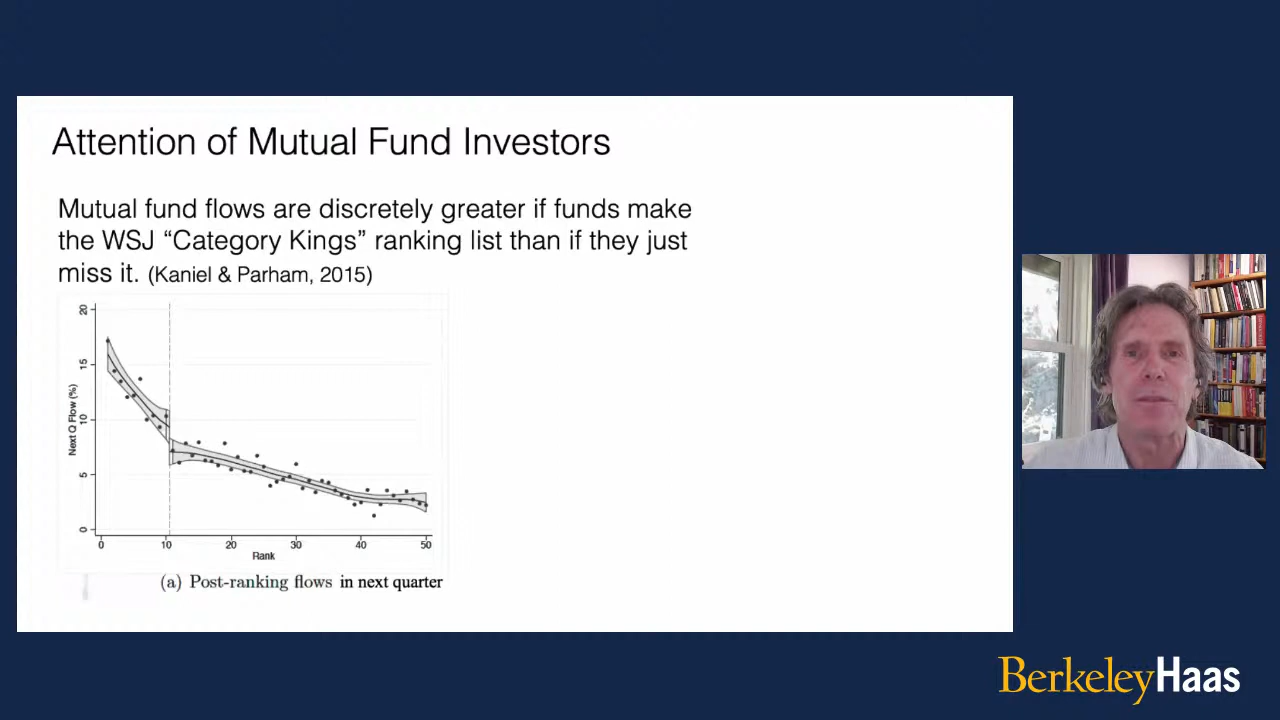 Attention of Mutual Fund Investors
Mutual fund flows are discretely greater if funds make
the WSJ “Category Kings” ranking list than if they just
miss it. (Kaniel & Parham, 2015)
20
15
10
5
0
Next Q Flow (%)
0 10 20 30 40 50
Rank
(a) Post-ranking flows in next quarter
BerkeleyHaas